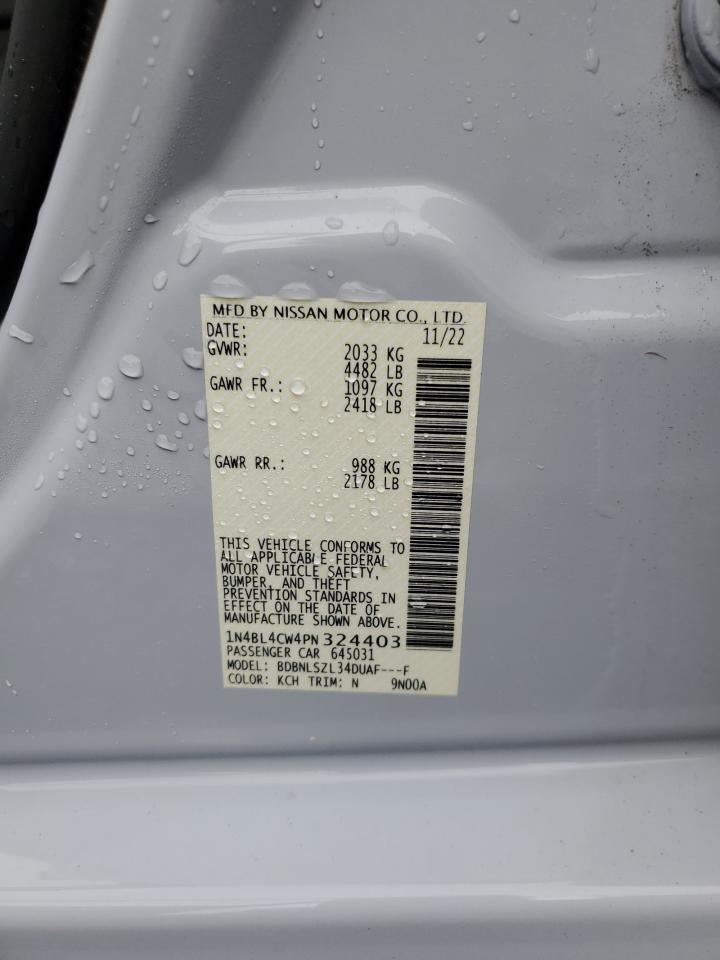 MFD BY NISSAN MOTOR CO., LTD.
DATE: 11/22
GVWR: 2033 KG
4482 LB
GAWR FR.: 1097 KG
2418 LB
GAWR RR.: 988 KG
2178 LB
THIS VEHICLE CONFORMS TO
ALL APPLICABLE FEDERAL
MOTOR VEHICLE SAFETY,
BUMPER, AND THEFT
PREVENTION STANDARDS IN
EFFECT ON THE DATE OF
MANUFACTURE SHOWN ABOVE.
1N4BL4CW4PN324403
PASSENGER CAR 645031
MODEL: BDBNLSZL34DUAF---F
COLOR: KCH TRIM: N 9N00A